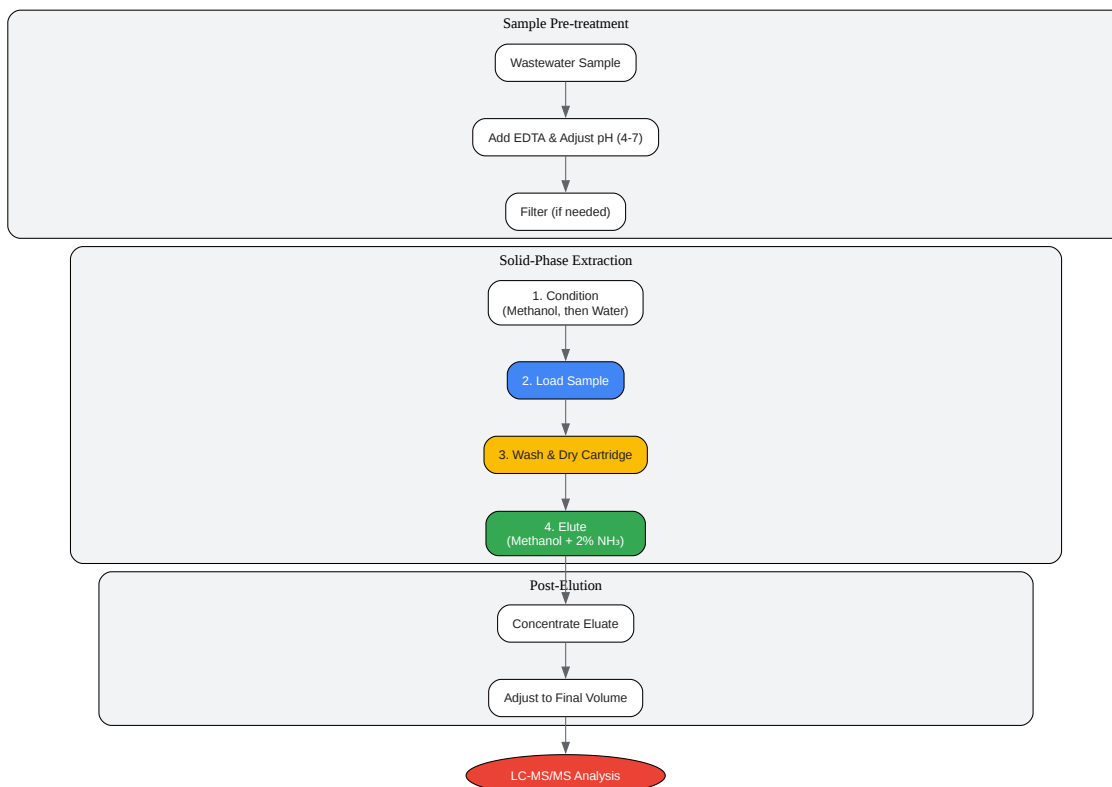 Sample Pre-treatment
Wastewater Sample
Add EDTA & Adjust pH (4-7)
Filter (if needed)
Solid-Phase Extraction
1. Condition
(Methanol, then Water)
2. Load Sample
3. Wash & Dry Cartridge
4. Elute
(Methanol + 2% NH₃)
Post-Elution
Concentrate Eluate
Adjust to Final Volume
LC-MS/MS Analysis